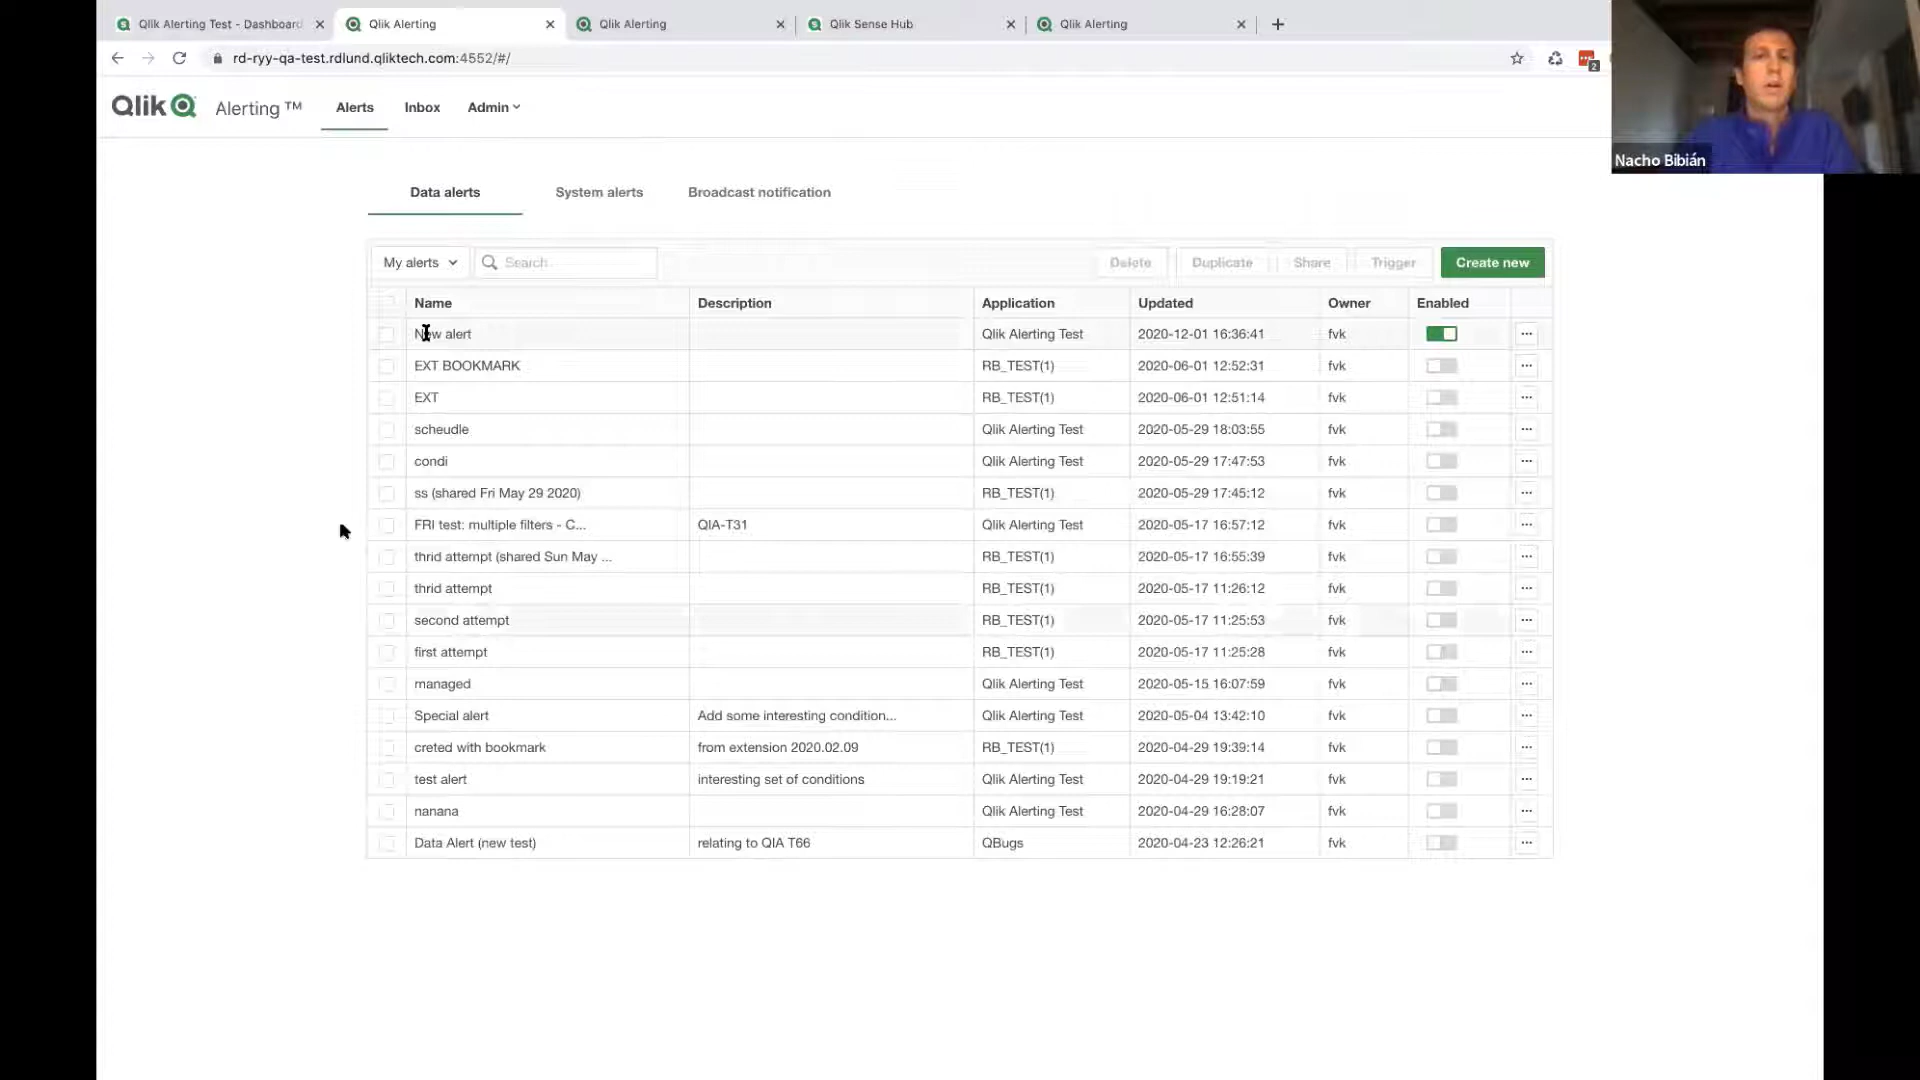 Qlik Alerting Test - Dashboard
Qlik Alerting
Qlik Alerting
Qlik Sense Hub
Qlik Alerting
rd-ryy-qa-test.rdlund.qliktech.com:4552/#/
2
Qlik Alerting ™ Alerts Inbox Admin
Nacho Bibián
Data alerts System alerts Broadcast notification
My alerts Search Delete Duplicate Share Trigger Create new
Name Description Application Updated Owner Enabled
New alert Qlik Alerting Test 2020-12-01 16:36:41 fvk ...
EXT BOOKMARK RB_TEST(1) 2020-06-01 12:52:31 fvk ...
EXT RB_TEST(1) 2020-06-01 12:51:14 fvk ...
scheudle Qlik Alerting Test 2020-05-29 18:03:55 fvk ...
condi Qlik Alerting Test 2020-05-29 17:47:53 fvk ...
ss (shared Fri May 29 2020) RB_TEST(1) 2020-05-29 17:45:12 fvk ...
FRI test: multiple filters - C... QIA-T31 Qlik Alerting Test 2020-05-17 16:57:12 fvk ...
thrid attempt (shared Sun May ... RB_TEST(1) 2020-05-17 16:55:39 fvk ...
thrid attempt RB_TEST(1) 2020-05-17 11:26:12 fvk ...
second attempt RB_TEST(1) 2020-05-17 11:25:53 fvk ...
first attempt RB_TEST(1) 2020-05-17 11:25:28 fvk ...
managed Qlik Alerting Test 2020-05-15 16:07:59 fvk ...
Special alert Add some interesting condition... Qlik Alerting Test 2020-05-04 13:42:10 fvk ...
creted with bookmark from extension 2020.02.09 RB_TEST(1) 2020-04-29 19:39:14 fvk ...
test alert interesting set of conditions Qlik Alerting Test 2020-04-29 19:19:21 fvk ...
nanana Qlik Alerting Test 2020-04-29 16:28:07 fvk ...
Data Alert (new test) relating to QIA T66 QBugs 2020-04-23 12:26:21 fvk ...